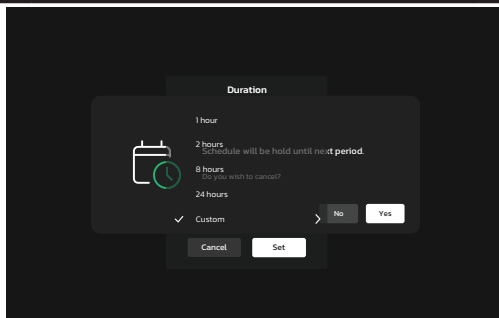 Duration
1 hour
2 hours
Schedule will be hold until next period.
8 hours
Do you wish to cancel?
24 hours
Custom
No
Yes
Cancel
Set